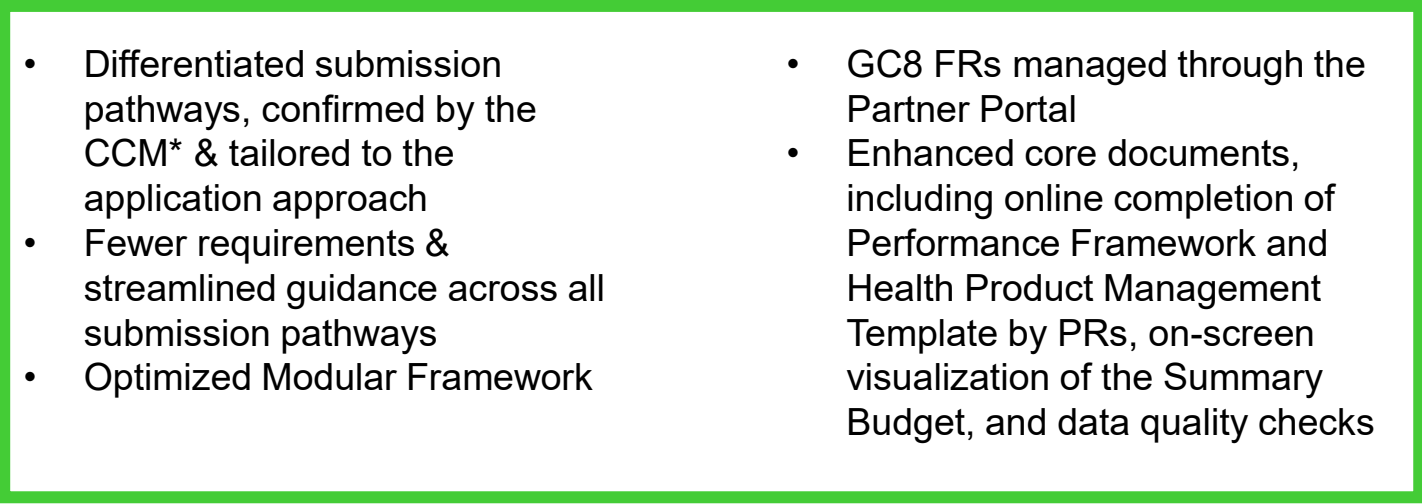 • Differentiated submission
pathways, confirmed by the
CCM* & tailored to the
application approach
• Fewer requirements &
streamlined guidance across all
submission pathways
• Optimized Modular Framework
• GC8 FRs managed through the
Partner Portal
• Enhanced core documents,
including online completion of
Performance Framework and
Health Product Management
Template by PRs, on-screen
visualization of the Summary
Budget, and data quality checks